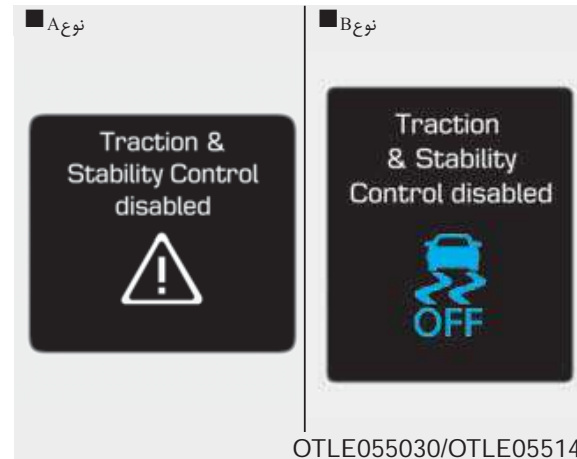 ■ نوعA
Traction &
Stability Control
disabled
■ نوعB
Traction
& Stability
Control disabled
OFF
OTLE055030/OTLE05514